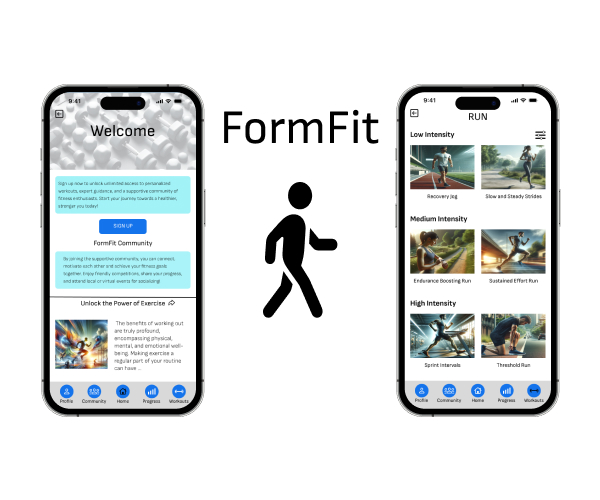 9:41
Welcome
Sign up now to unlock unlimited access to personalized
workouts, expert guidance, and a supportive community of
fitness enthusiasts. Start your journey towards a healthier,
stronger you today!
SIGN UP
FormFit Community
By joining the supportive community, you can connect,
motivate each other and achieve your fitness goals
together. Enjoy friendly competitions, share your progress,
and attend local or virtual events for socializing!
Unlock the Power of Exercise
The benefits of working out
are truly profound,
encompassing physical,
mental, and emotional well-
being. Making exercise a
regular part of your routine
can have ...
Profile Community Home Progress Workouts
FormFit
9:41
RUN
Low Intensity
Recovery Jog Slow and Steady Strides
Medium Intensity
Endurance Boosting Run Sustained Effort Run
High Intensity
Sprint Intervals Threshold Run
Profile Community Home Progress Workouts